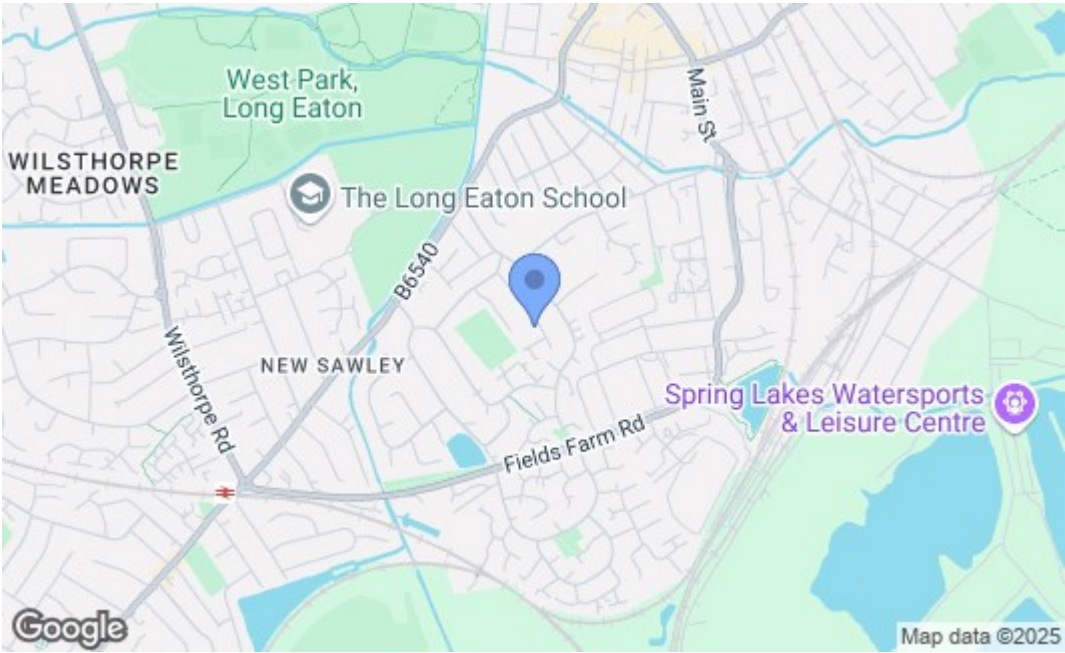 West Park,
Long Eaton
Main St
WILSTHORPE
MEADOWS
The Long Eaton School
B6540
Wilsthorpe Rd
NEW SAWLEY
Spring Lakes Watersports
& Leisure Centre
Fields Farm Rd
Google
Map data ©2025